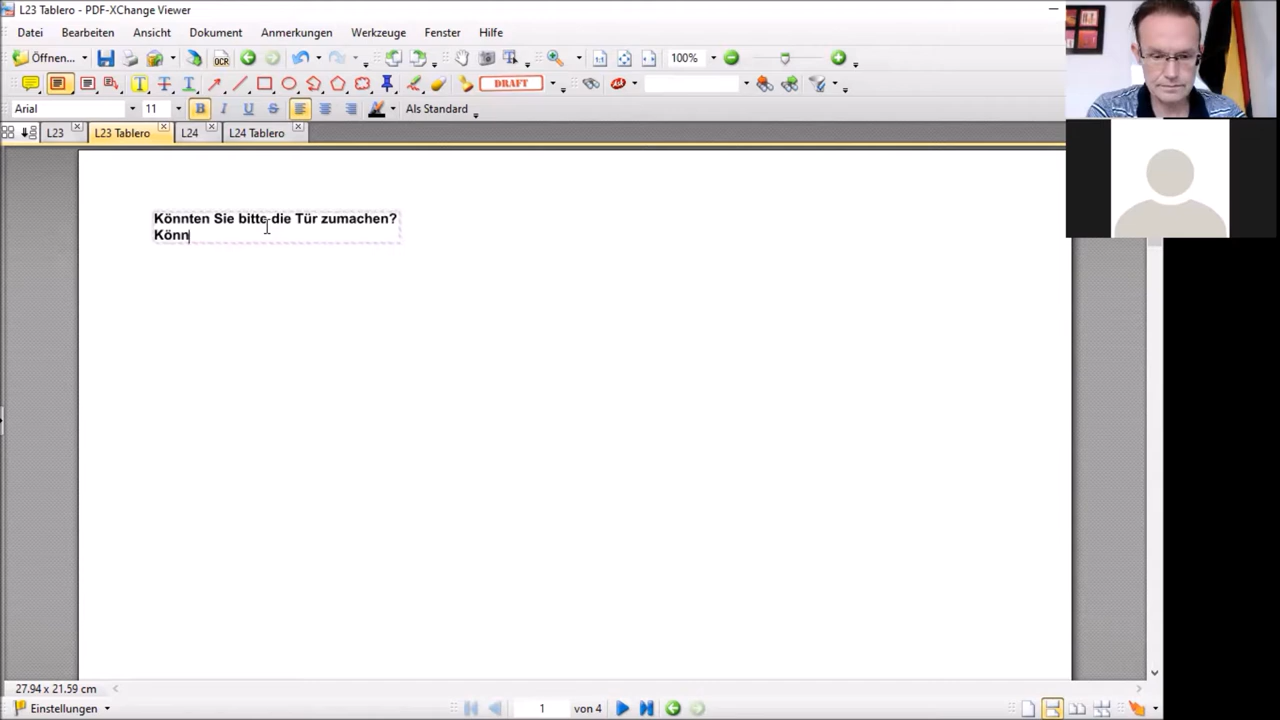 L23 Tablero - PDF-XChange Viewer
Datei Bearbeiten Ansicht Dokument Anmerkungen Werkzeuge Fenster Hilfe
Öffnen... OCR 100%
DRAFT
Arial 11 B I U S Als Standard
L23 L23 Tablero L24 L24 Tablero
Könnten Sie bitte die Tür zumachen?
Könn
27.94 x 21.59 cm
Einstellungen 1 von 4